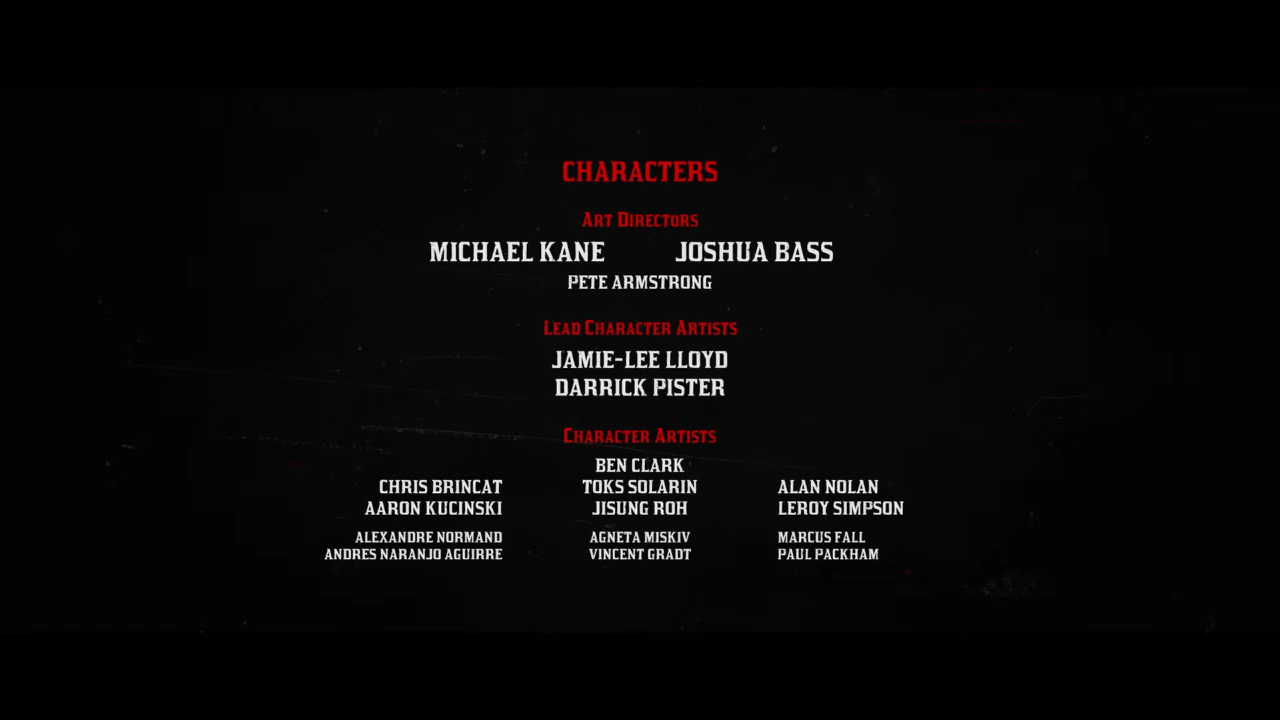 CHARACTERS
ART DIRECTORS
MICHAEL KANE JOSHUA BASS
PETE ARMSTRONG
LEAD CHARACTER ARTISTS
JAMIE-LEE LLOYD
DARRICK PISTER
CHARACTER ARTISTS
BEN CLARK
CHRIS BRINCAT TOKS SOLARIN ALAN NOLAN
AARON KUCINSKI JISUNG ROH LEROY SIMPSON
ALEXANDRE NORMAND AGNETA MISKIV MARCUS FALL
ANDRES NARANJO AGUIRRE VINCENT GRADT PAUL PACKHAM